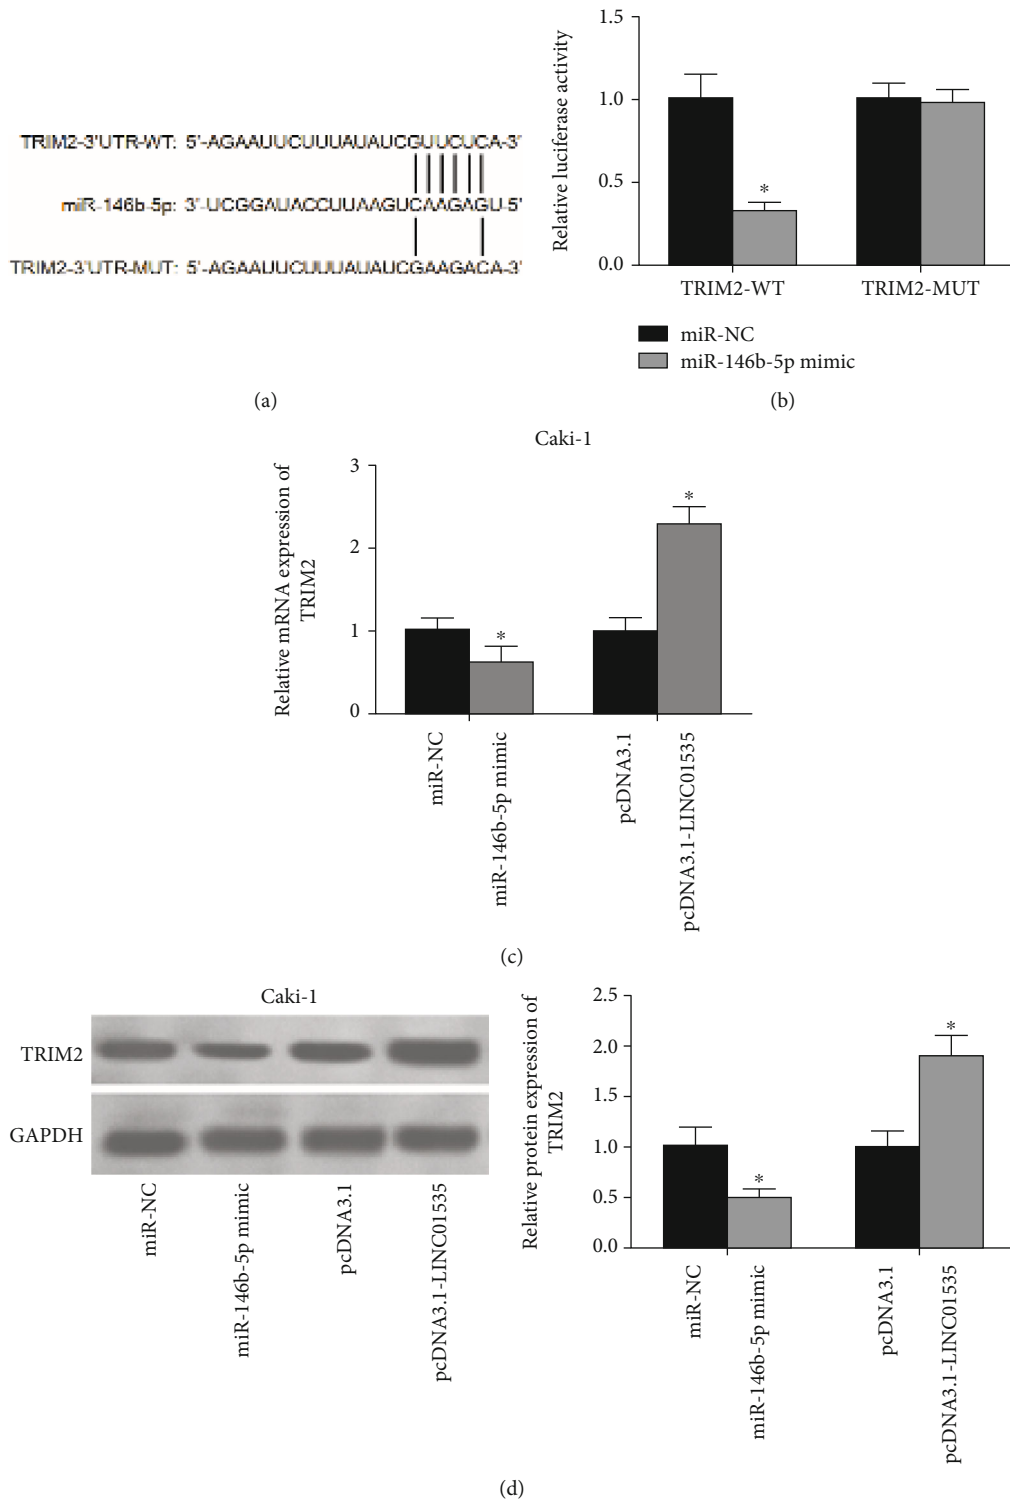 TRIM2-3'UTR-WT: 5'-AGAAUUCUUUAUAUCGUUCUCA-3'
miR-146b-5p: 3'-UCGGAUACCUUAAGUCAAGAGU-5'
TRIM2-3'UTR-MUT: 5'-AGAAUUCUUUAUAUCGAAGACA-3'
(a)
Relative luciferase activity
1.5
1.0
0.5
0.0
*
TRIM2-WT
TRIM2-MUT
miR-NC
miR-146b-5p mimic
(b)
Caki-1
Relative mRNA expression of
TRIM2
3
2
1
0
*
*
miR-NC
miR-146b-5p mimic
pcDNA3.1
pcDNA3.1-LINC01535
(c)
Caki-1
TRIM2
GAPDH
miR-NC
miR-146b-5p mimic
pcDNA3.1
pcDNA3.1-LINC01535
Relative protein expression of
TRIM2
2.5
2.0
1.5
1.0
0.5
0.0
*
*
miR-NC
miR-146b-5p mimic
pcDNA3.1
pcDNA3.1-LINC01535
(d)